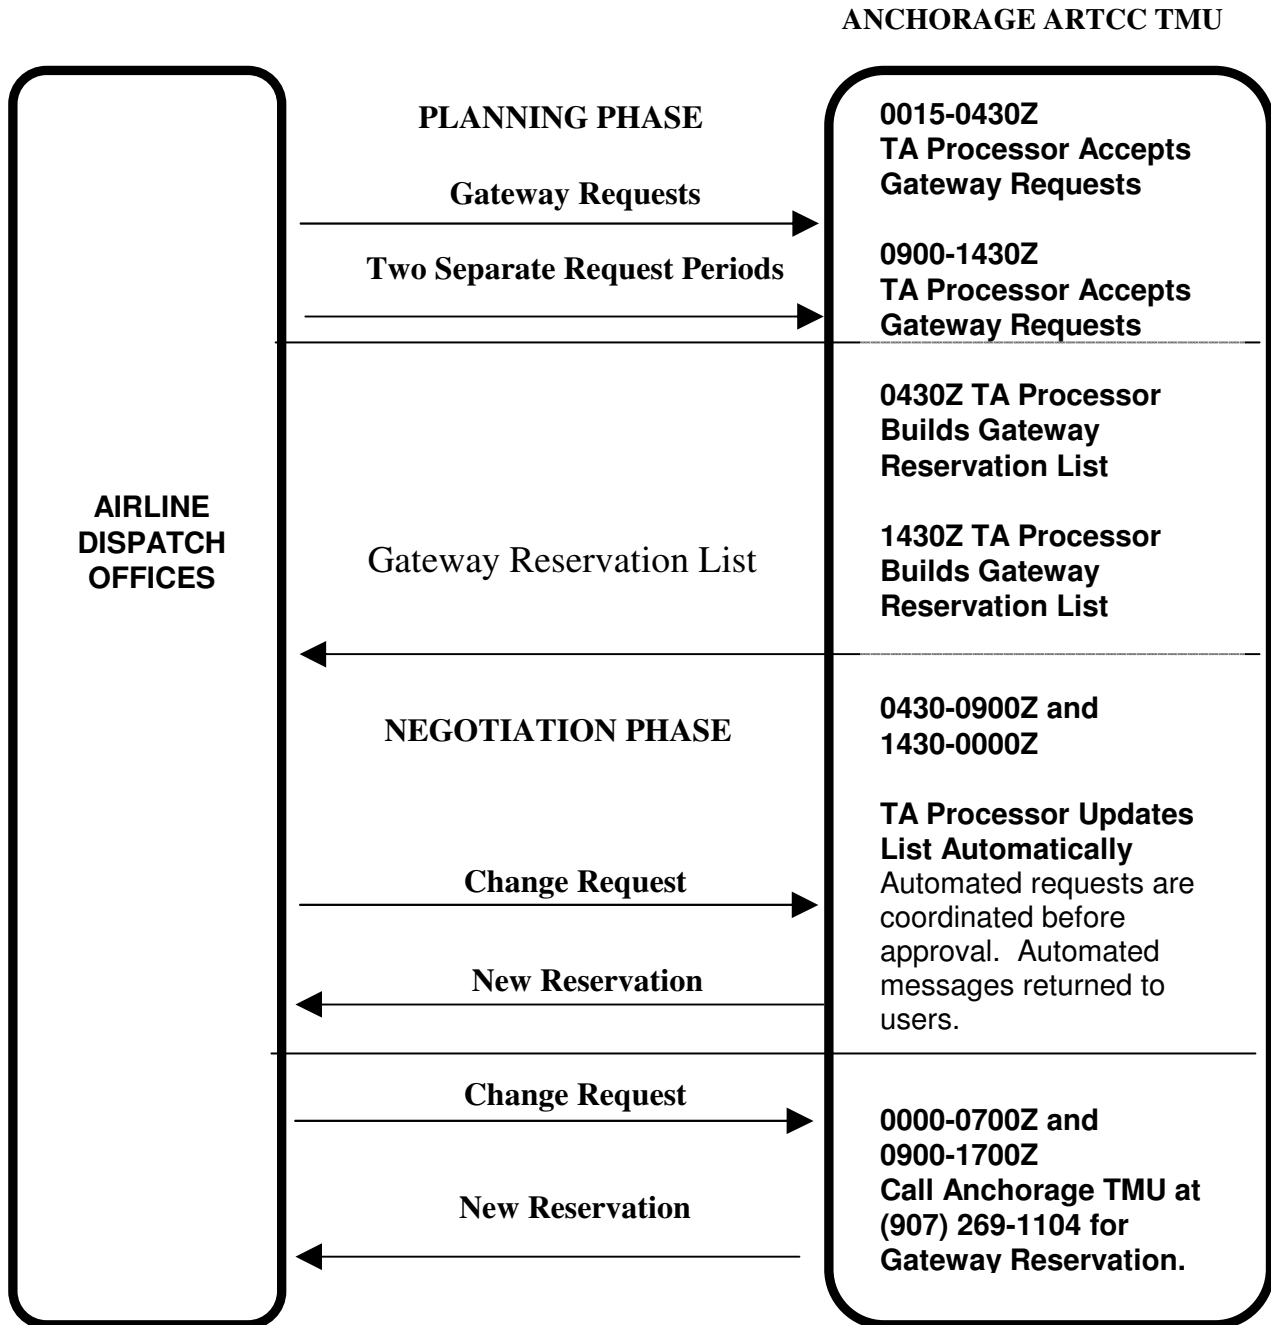 ANCHORAGE ARTCC TMU
PLANNING PHASE
Gateway Requests
Two Separate Request Periods
0015-0430Z
TA Processor Accepts
Gateway Requests
0900-1430Z
TA Processor Accepts
Gateway Requests
AIRLINE
DISPATCH
OFFICES
Gateway Reservation List
0430Z TA Processor
Builds Gateway
Reservation List
1430Z TA Processor
Builds Gateway
Reservation List
NEGOTIATION PHASE
Change Request
New Reservation
0430-0900Z and
1430-0000Z
TA Processor Updates
List Automatically
Automated requests are
coordinated before
approval.  Automated
messages returned to
users.
Change Request
New Reservation
0000-0700Z and
0900-1700Z
Call Anchorage TMU at
(907) 269-1104 for
Gateway Reservation.